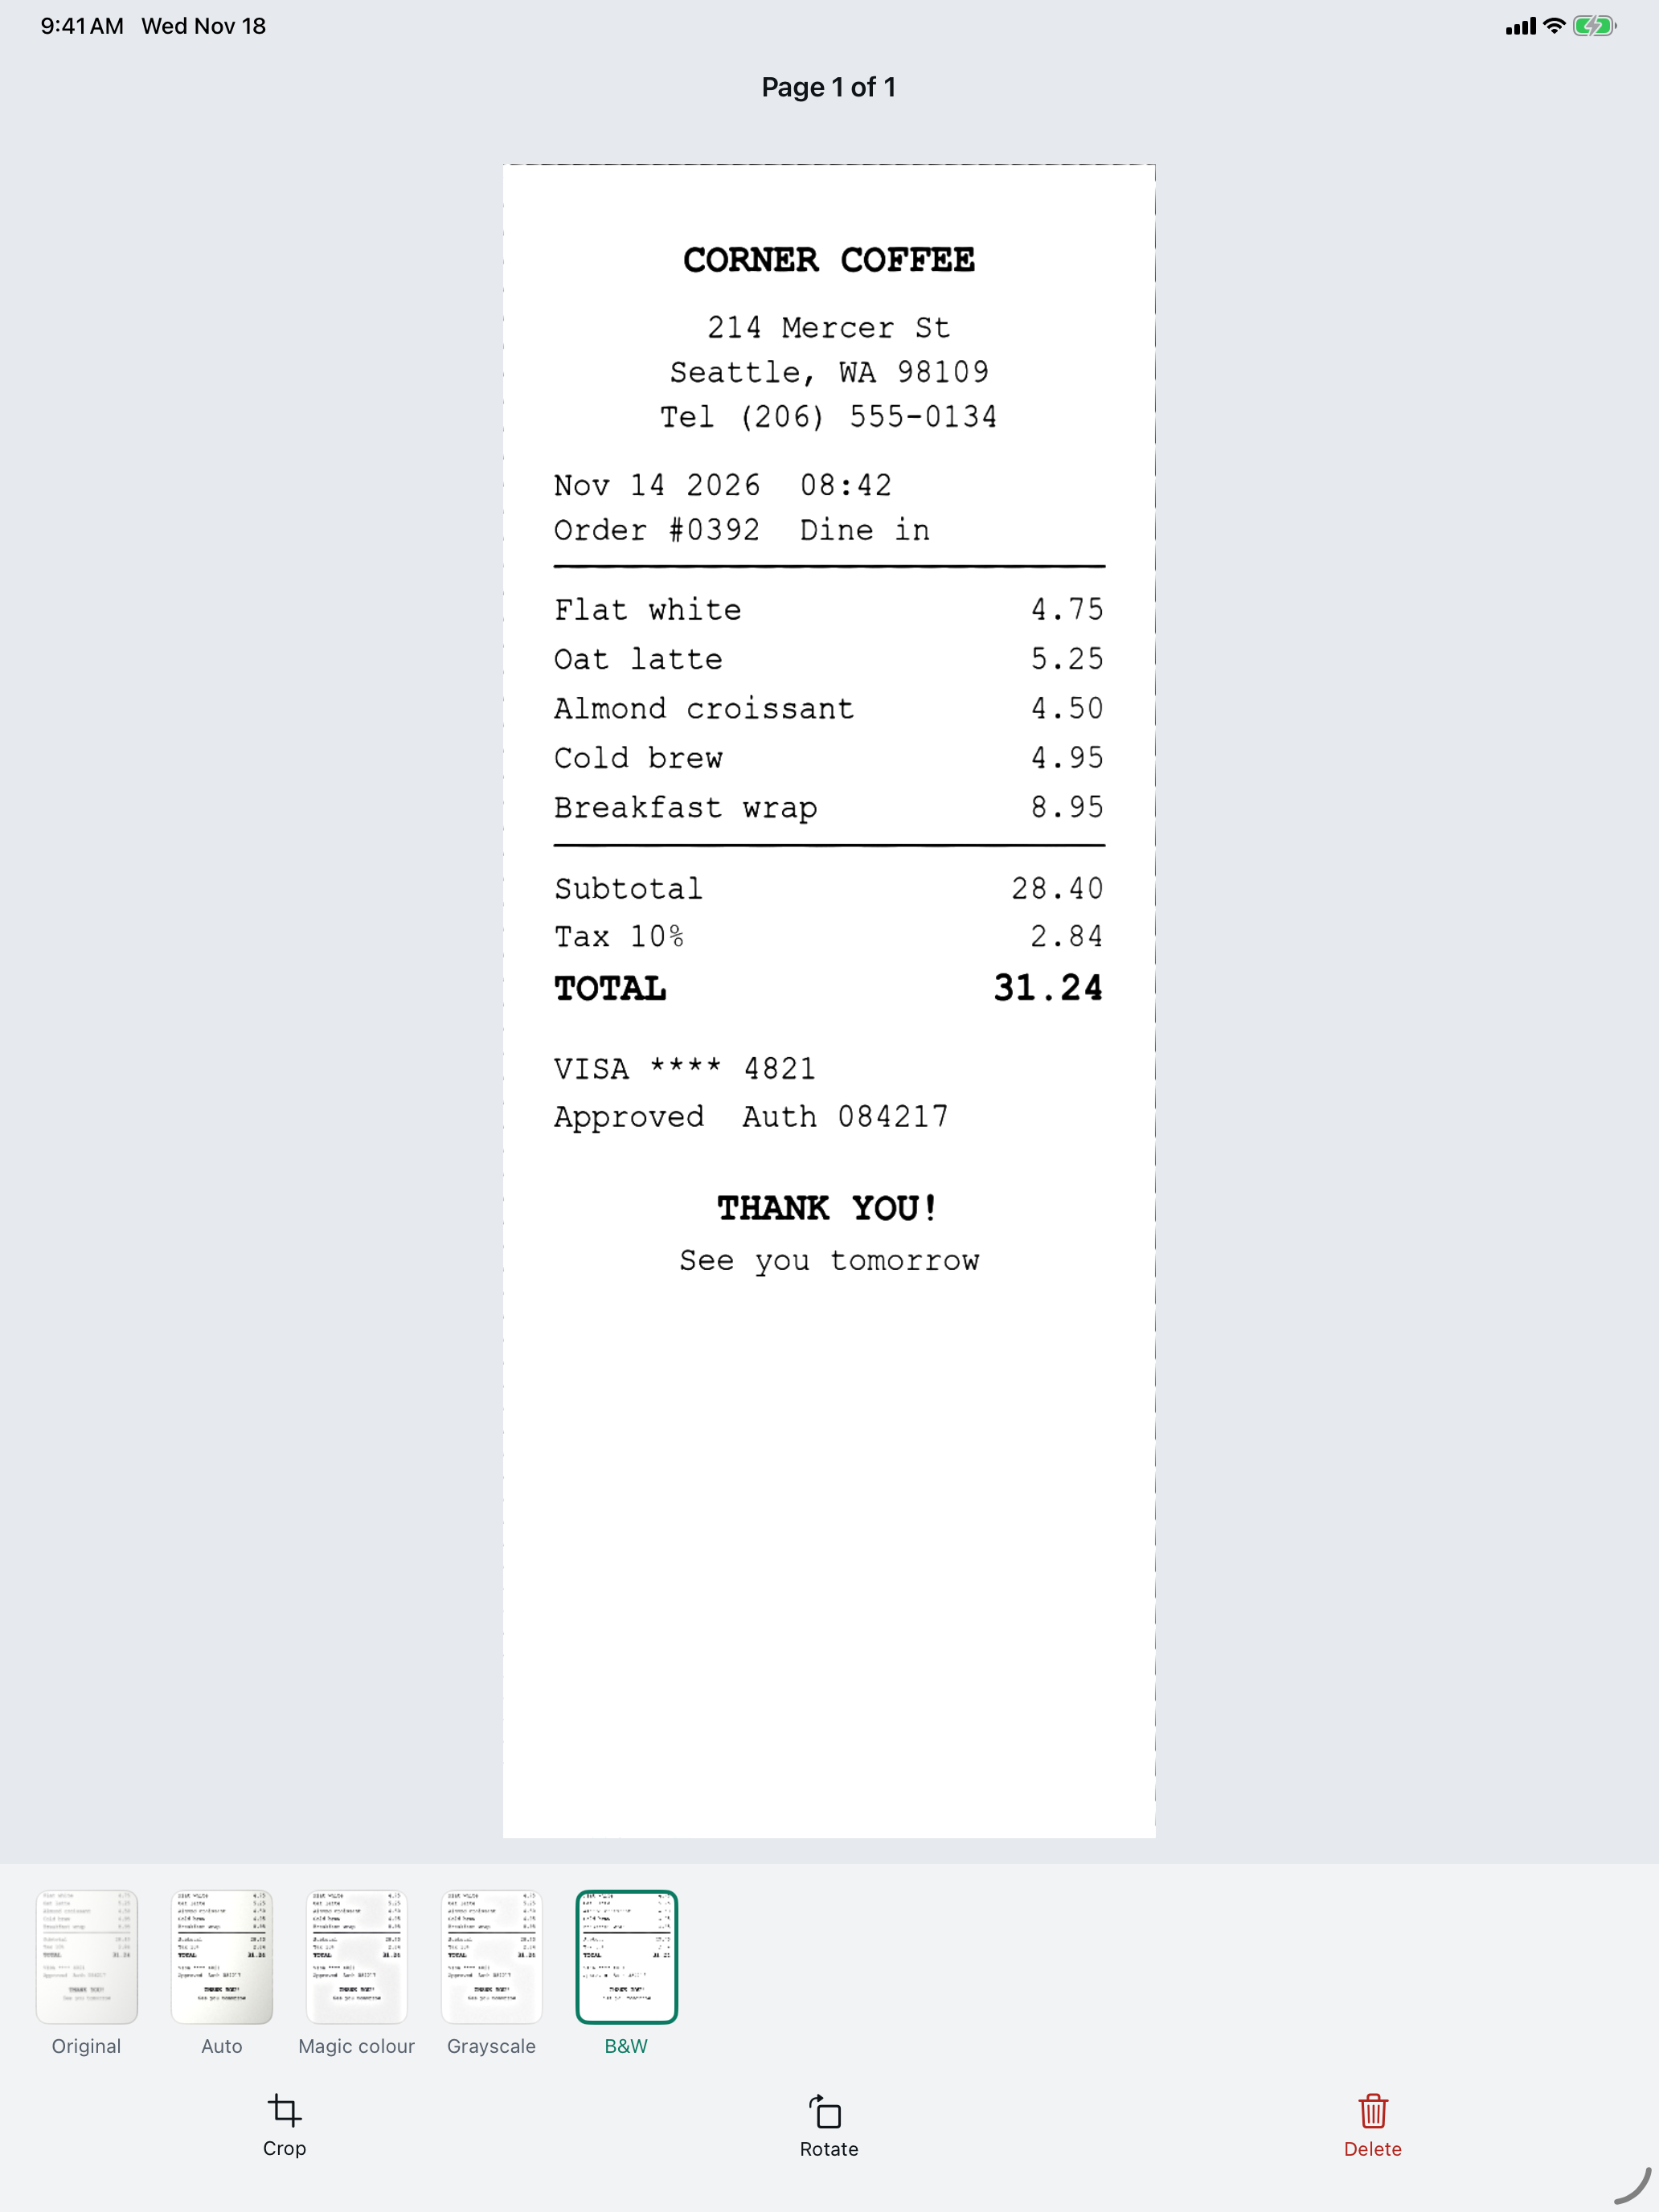 9:41 AM Wed Nov 18
Page 1 of 1
CORNER COFFEE
214 Mercer St
Seattle, WA 98109
Tel (206) 555-0134
Nov 14 2026 08:42
Order #0392 Dine in
Flat white 4.75
Oat latte 5.25
Almond croissant 4.50
Cold brew 4.95
Breakfast wrap 8.95
Subtotal 28.40
Tax 10% 2.84
TOTAL 31.24
VISA **** 4821
Approved Auth 084217
THANK YOU!
See you tomorrow
Original Auto Magic colour Grayscale B&W
Crop Rotate Delete